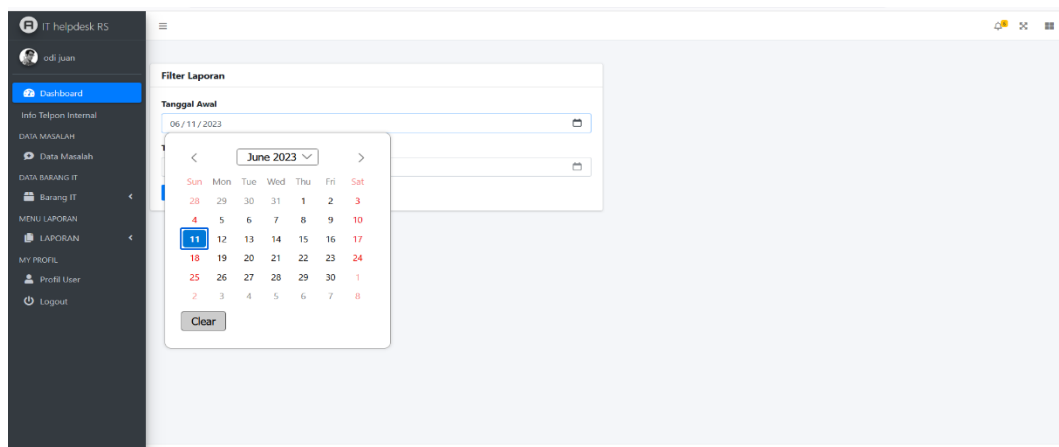 IT helpdesk RS
odi juan
Dashboard
Info Telpon Internal
DATA MASALAH
Data Masalah
DATA BARANG IT
Barang IT
MENU LAPORAN
LAPORAN
MY PROFIL
Profil User
Logout
Filter Laporan
Tanggal Awal
06/11/2023
June 2023
Sun Mon Tue Wed Thu Fri Sat
28 29 30 31 1 2 3
4 5 6 7 8 9 10
11 12 13 14 15 16 17
18 19 20 21 22 23 24
25 26 27 28 29 30 1
2 3 4 5 6 7 8
Clear